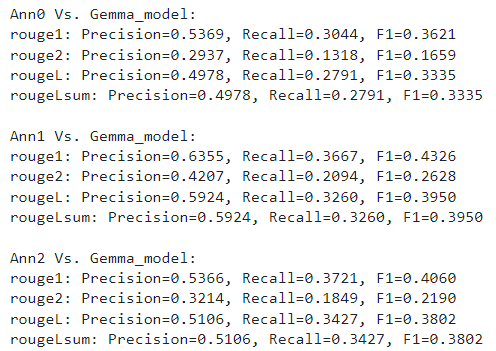 Ann0 Vs. Gemma_model:
rouge1: Precision=0.5369, Recall=0.3044, F1=0.3621
rouge2: Precision=0.2937, Recall=0.1318, F1=0.1659
rougeL: Precision=0.4978, Recall=0.2791, F1=0.3335
rougeLsum: Precision=0.4978, Recall=0.2791, F1=0.3335
Ann1 Vs. Gemma_model:
rouge1: Precision=0.6355, Recall=0.3667, F1=0.4326
rouge2: Precision=0.4207, Recall=0.2094, F1=0.2628
rougeL: Precision=0.5924, Recall=0.3260, F1=0.3950
rougeLsum: Precision=0.5924, Recall=0.3260, F1=0.3950
Ann2 Vs. Gemma_model:
rouge1: Precision=0.5366, Recall=0.3721, F1=0.4060
rouge2: Precision=0.3214, Recall=0.1849, F1=0.2190
rougeL: Precision=0.5106, Recall=0.3427, F1=0.3802
rougeLsum: Precision=0.5106, Recall=0.3427, F1=0.3802